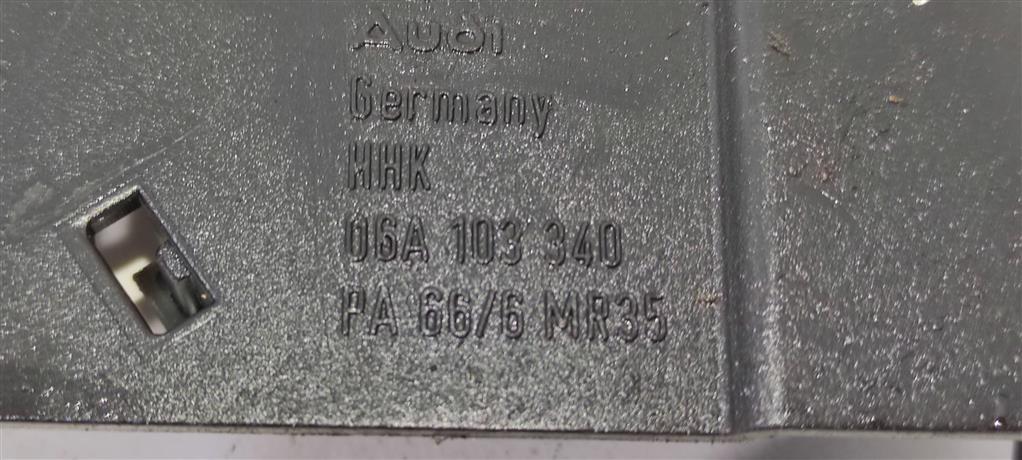 Audi
Germany
HHK
06A 103 340
PA 66/6 MR35